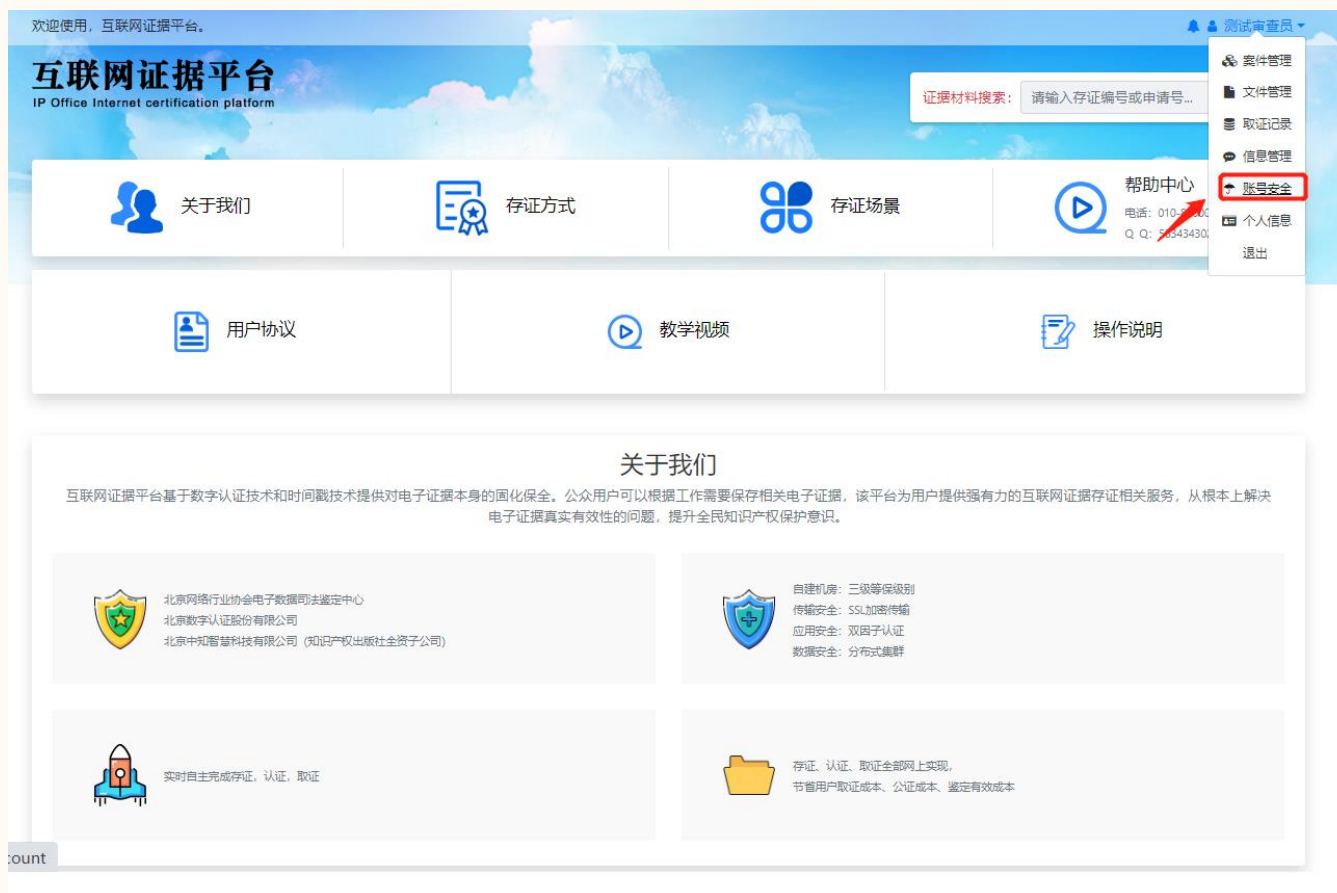 欢迎使用，互联网证据平台。
测试审查员
互联网证据平台
IP Office Internet certification platform
证据材料搜索：
请输入存证编号或申请号...
案件管理
文件管理
取证记录
信息管理
账号安全
个人信息
退出
关于我们
存证方式
存证场景
帮助中心
电话：010-
Q Q：
用户协议
教学视频
操作说明
关于我们
互联网证据平台基于数字认证技术和时间戳技术提供对电子证据本身的固化保全。公众用户可以根据工作需要保存相关电子证据，该平台为用户提供强有力的互联网证据存证相关服务，从根本上解决
电子证据真实有效性的问题，提升全民知识产权保护意识。
北京网络行业协会电子数据司法鉴定中心
北京数字认证股份有限公司
北京中知智慧科技有限公司（知识产权出版社全资子公司）
自建机房：三级等保级别
传输安全：SSL加密传输
应用安全：双因子认证
数据安全：分布式集群
实时自主完成存证，认证，取证
存证、认证、取证全部网上实现，
节省用户取证成本、公证成本、鉴定有效成本
count